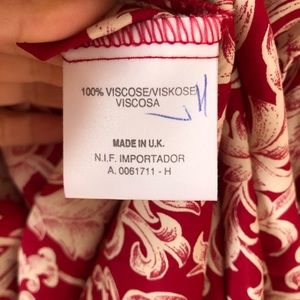 100% VISCOSE/VISKOSE
VISCOSA
MADE IN U.K.
N.I.F. IMPORTADOR
A. 0061711 - H